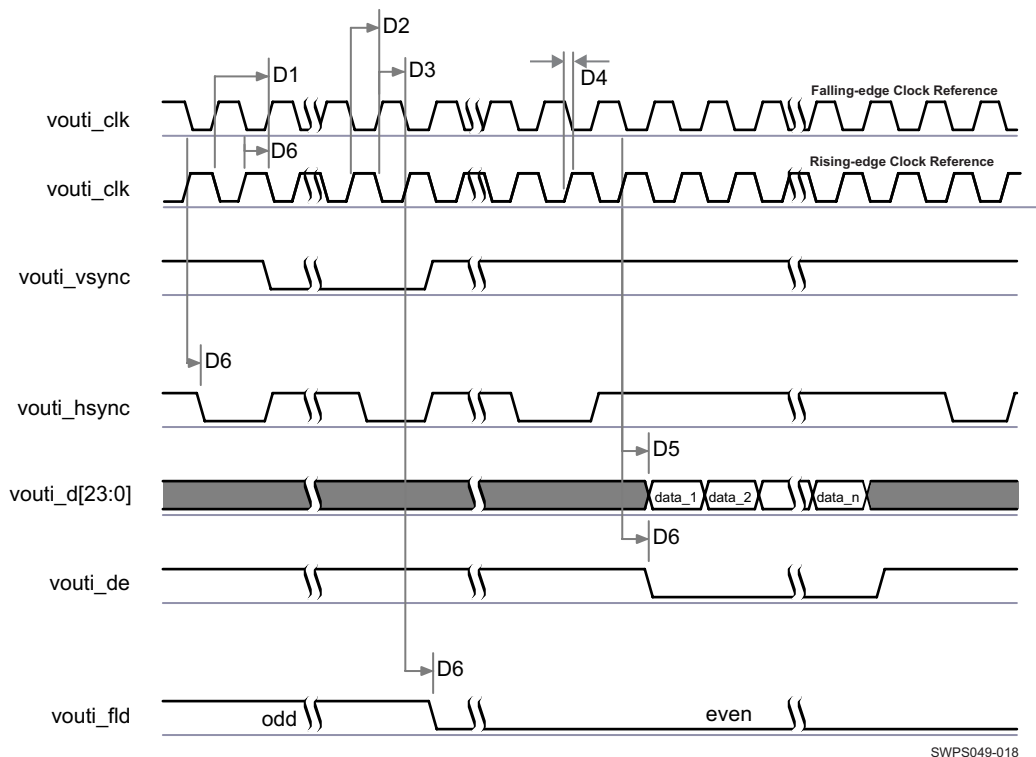 D2
D3
D1
D4
Falling-edge Clock Reference
vouti_clk
D6
Rising-edge Clock Reference
vouti_clk
vouti_vsync
D6
vouti_hsync
D5
vouti_d[23:0]
data_1 data_2 data_n
D6
vouti_de
D6
vouti_fld
odd even
SWPS049-018